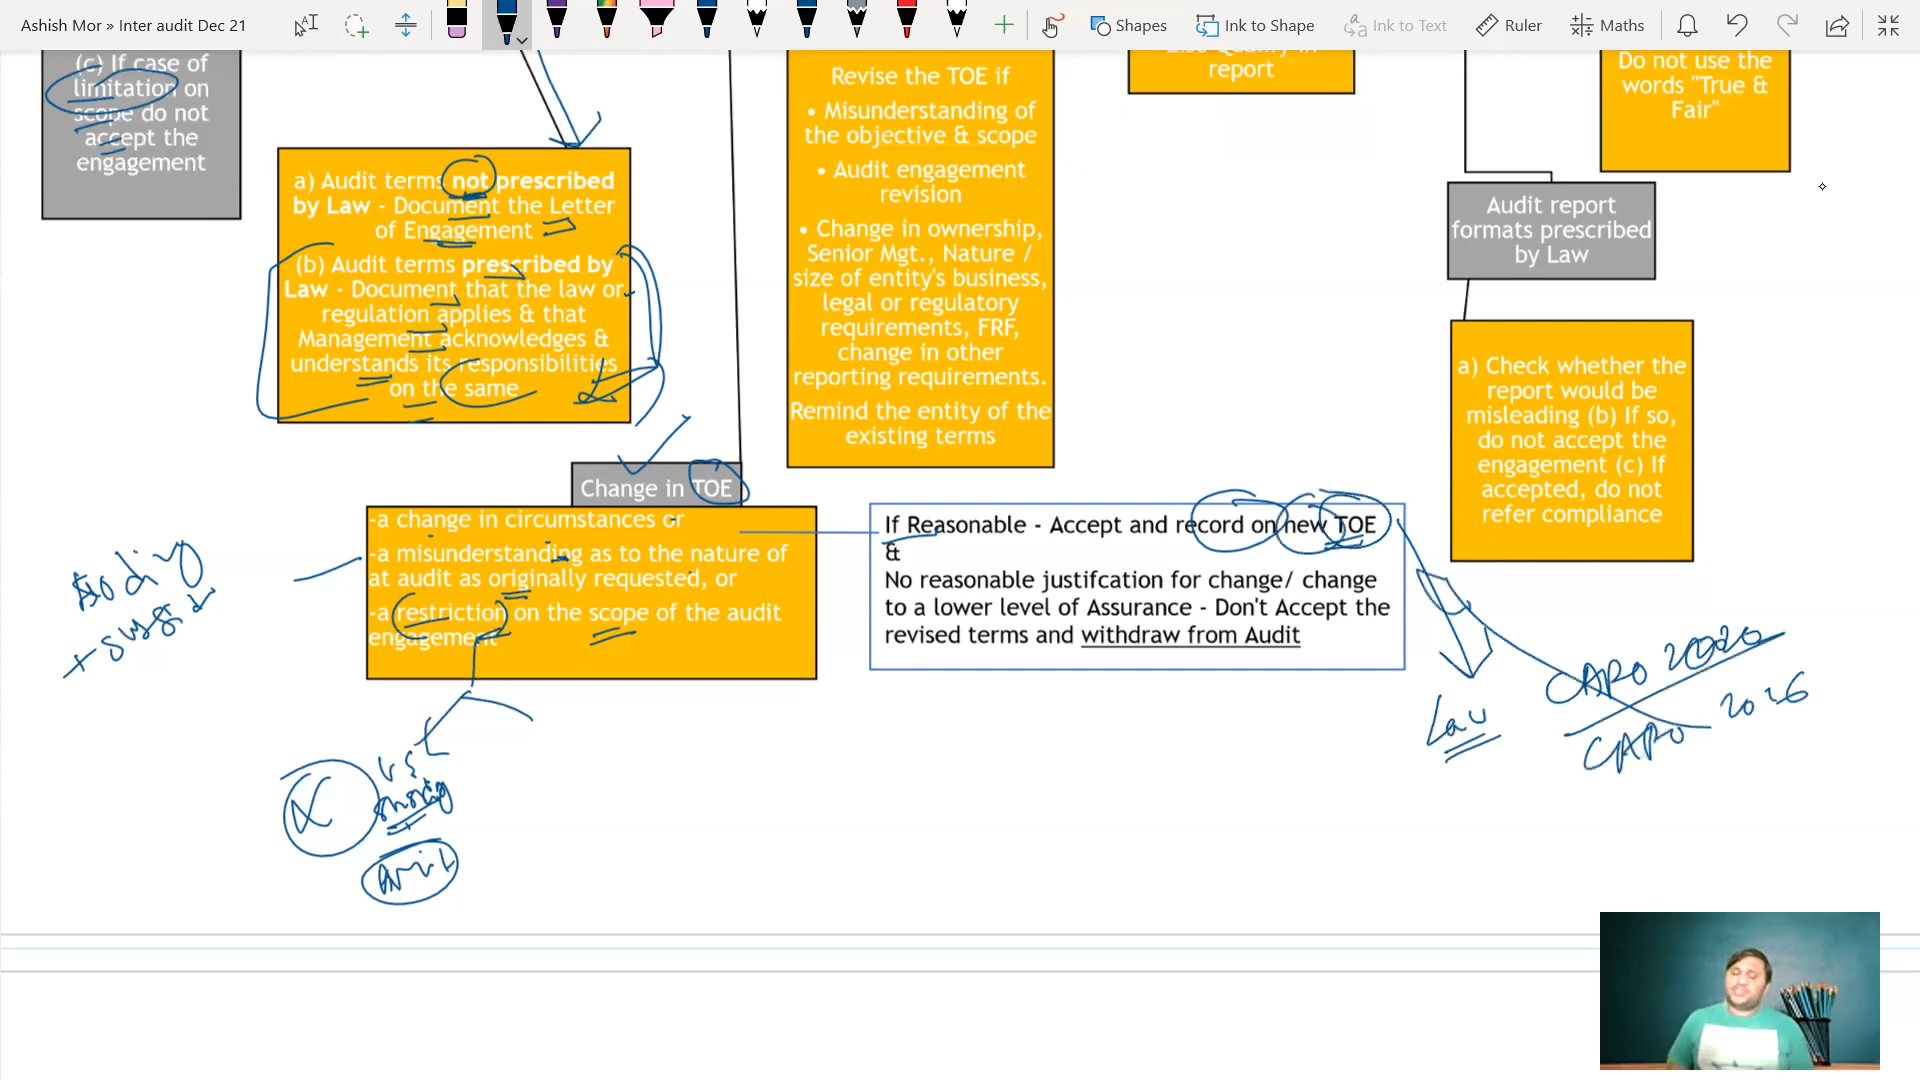 Ashish Mor » Inter audit Dec 21
Shapes
Ink to Shape
Ink to Text
Ruler
Maths
(c) If case of
limitation on
scope do not
accept the
engagement
a) Audit terms not prescribed
by Law - Document the Letter
of Engagement
(b) Audit terms prescribed by
Law - Document that the law or
regulation applies & that
Management acknowledges &
understands its responsibilities
on the same
Revise the TOE if
• Misunderstanding of
the objective & scope
• Audit engagement
revision
• Change in ownership,
Senior Mgt., Nature /
size of entity's business,
legal or regulatory
requirements, FRF,
change in other
reporting requirements.
Remind the entity of the
existing terms
report
Do not use the
words "True &
Fair"
Audit report
formats prescribed
by Law
a) Check whether the
report would be
misleading (b) If so,
do not accept the
engagement (c) If
accepted, do not
refer compliance
Change in TOE
-a change in circumstances or
-a misunderstanding as to the nature of
at audit as originally requested, or
-a restriction on the scope of the audit
engagement
If Reasonable - Accept and record on new TOE
&
No reasonable justifcation for change/ change
to a lower level of Assurance - Don't Accept the
revised terms and withdraw from Audit
Law
CARO 2020
CARO 2016